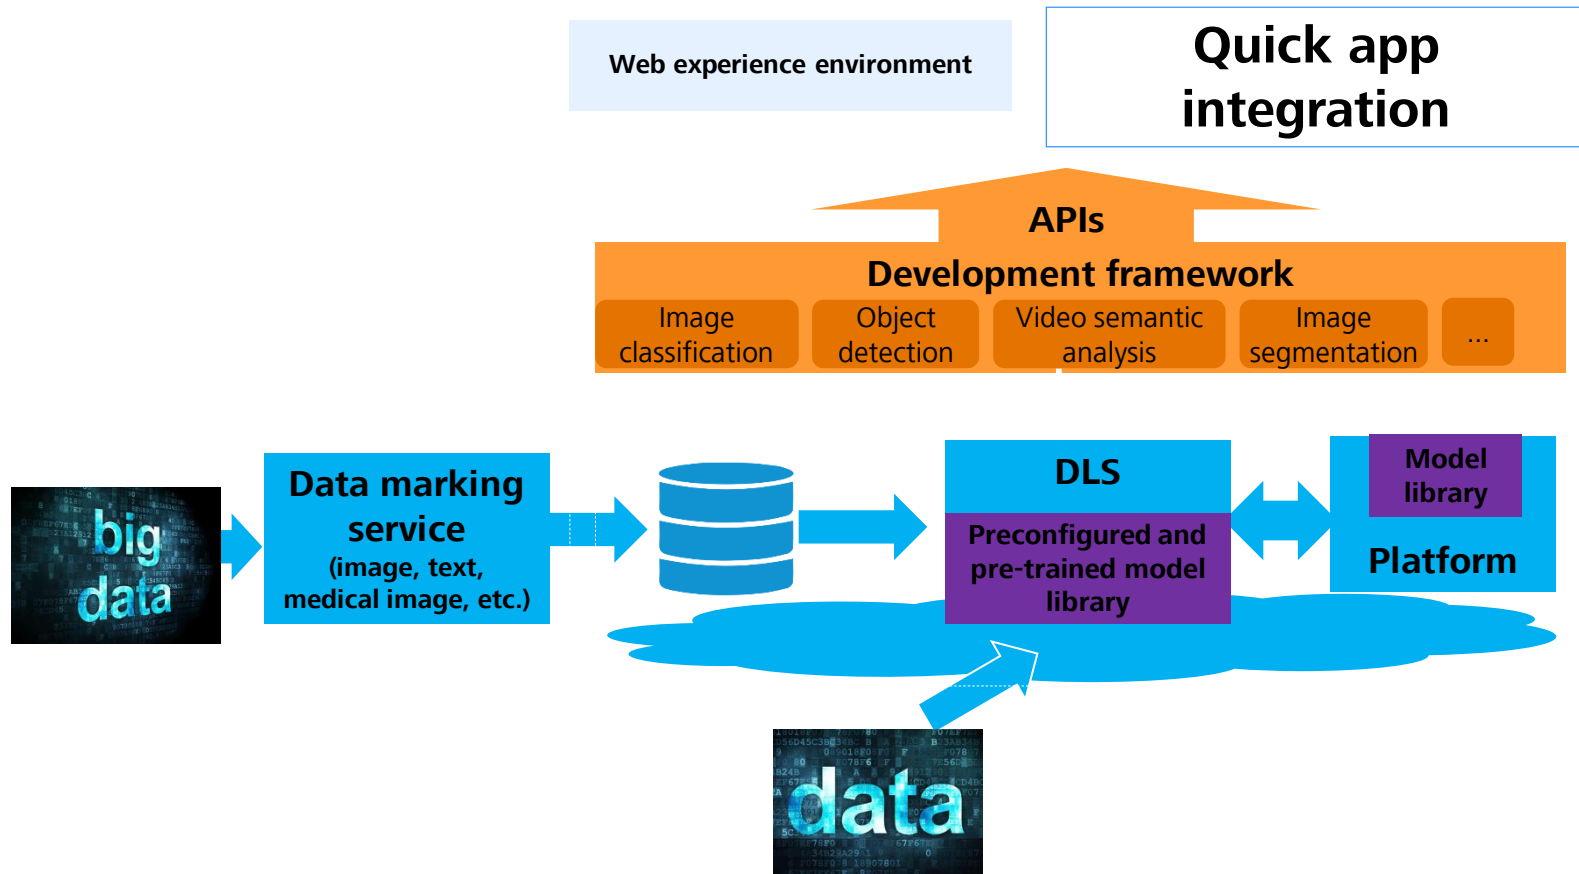 Web experience environment
Quick app
integration
APIs
Development framework
Image
classification
Object
detection
Video semantic
analysis
Image
segmentation
...
big
data
Data marking
service
(image, text,
medical image, etc.)
DLS
Preconfigured and
pre-trained model
library
Model
library
Platform
data